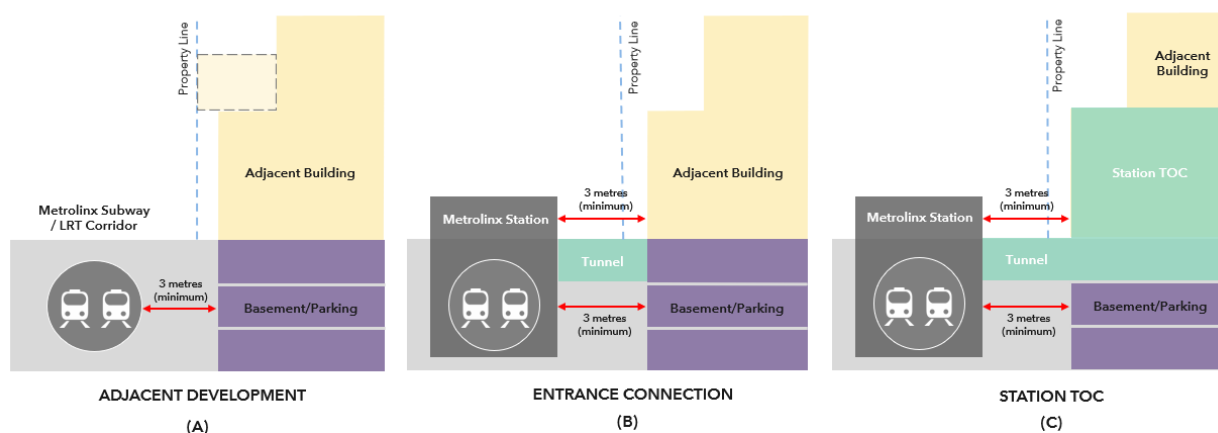 Property Line
Adjacent Building
Metrolinx Subway
/ LRT Corridor
3 metres
(minimum)
Basement/Parking
ADJACENT DEVELOPMENT
(A)
Property Line
3 metres
(minimum)
Adjacent Building
Metrolinx Station
Tunnel
3 metres
(minimum)
Basement/Parking
ENTRANCE CONNECTION
(B)
Property Line
Adjacent
Building
Station TOC
3 metres
(minimum)
Metrolinx Station
Tunnel
3 metres
(minimum)
Basement/Parking
STATION TOC
(C)